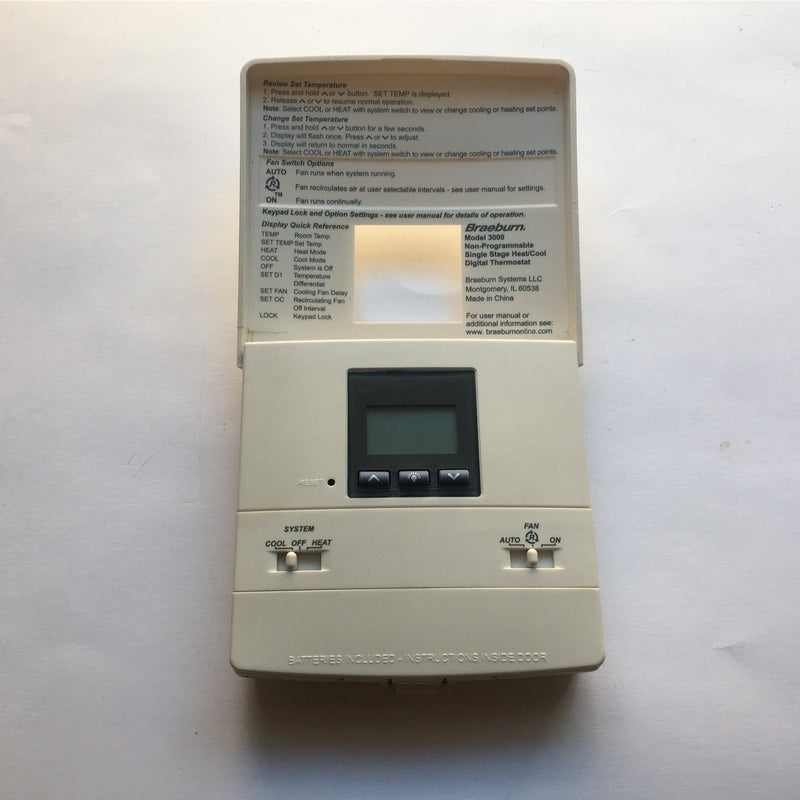 Review Set Temperature
1. Press and hold ∧ or ∨ button. SET TEMP is displayed.
2. Release ∧ or ∨ to resume normal operation.
Note: Select COOL or HEAT with system switch to view or change cooling or heating set points.
Change Set Temperature
1. Press and hold ∧ or ∨ button for a few seconds.
2. Display will flash once. Press ∧ or ∨ to adjust.
3. Display will return to normal in seconds.
Note: Select COOL or HEAT with system switch to view or change cooling or heating set points.
Fan Switch Options
AUTO Fan runs when system running.
R TM Fan recirculates air at user selectable intervals - see user manual for settings.
ON Fan runs continually.
Keypad Lock and Option Settings - see user manual for details of operation.
Display Quick Reference
TEMP Room Temp
SET TEMP Set Temp
HEAT Heat Mode
COOL Cool Mode
OFF System is Off
SET D1 Temperature
Differential
SET FAN Cooling Fan Delay
SET OC Recirculating Fan
Off Interval
LOCK Keypad Lock
Braeburn.
Model 3000
Non-Programmable
Single Stage Heat/Cool
Digital Thermostat
Braeburn Systems LLC
Montgomery, IL 60538
Made in China
For user manual or
additional information see:
www.braeburnonline.com
RESET
SYSTEM
COOL OFF HEAT
FAN
AUTO R ON
BATTERIES INCLUDED - INSTRUCTIONS INSIDE DOOR